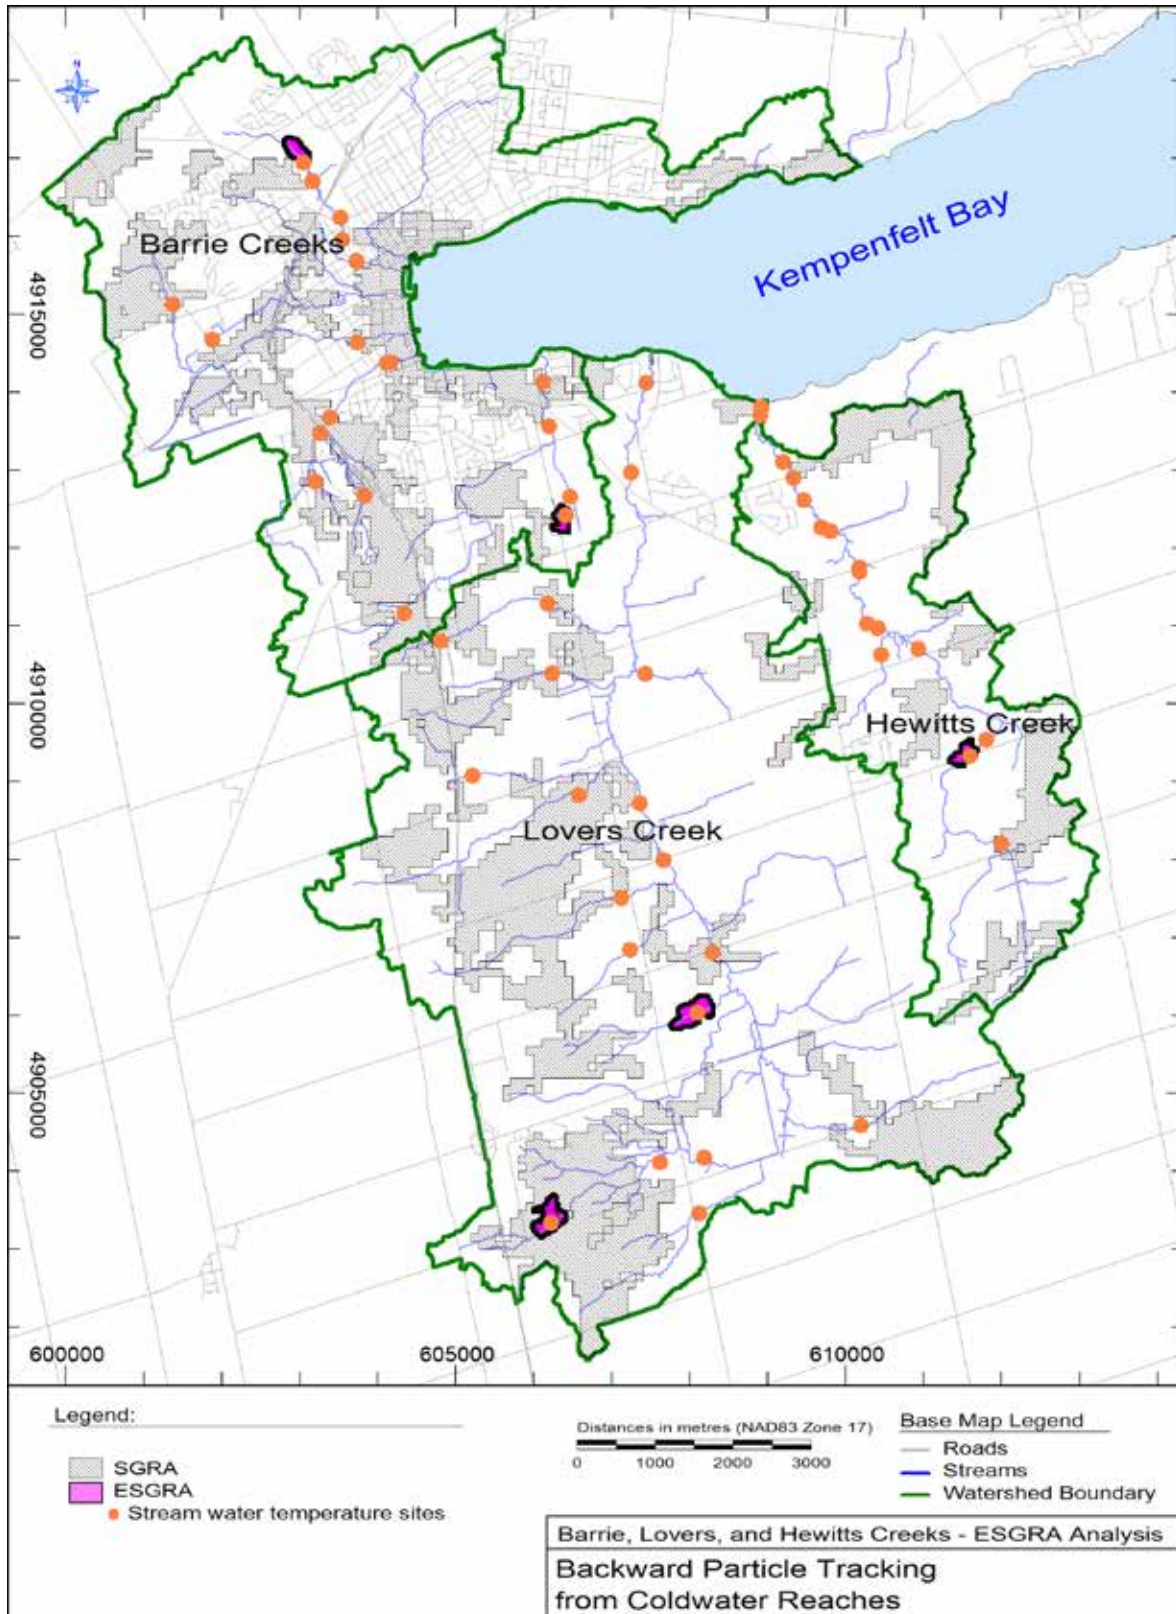 N
Kempenfelt Bay
Barrie Creeks
4915000
4910000
Hewitts Creek
Lovers Creek
4905000
600000
605000
610000
Legend:
SGRA
ESGRA
Stream water temperature sites
Distances in metres (NAD83 Zone 17)
0 1000 2000 3000
Base Map Legend
Roads
Streams
Watershed Boundary
Barrie, Lovers, and Hewitts Creeks - ESGRA Analysis
Backward Particle Tracking
from Coldwater Reaches